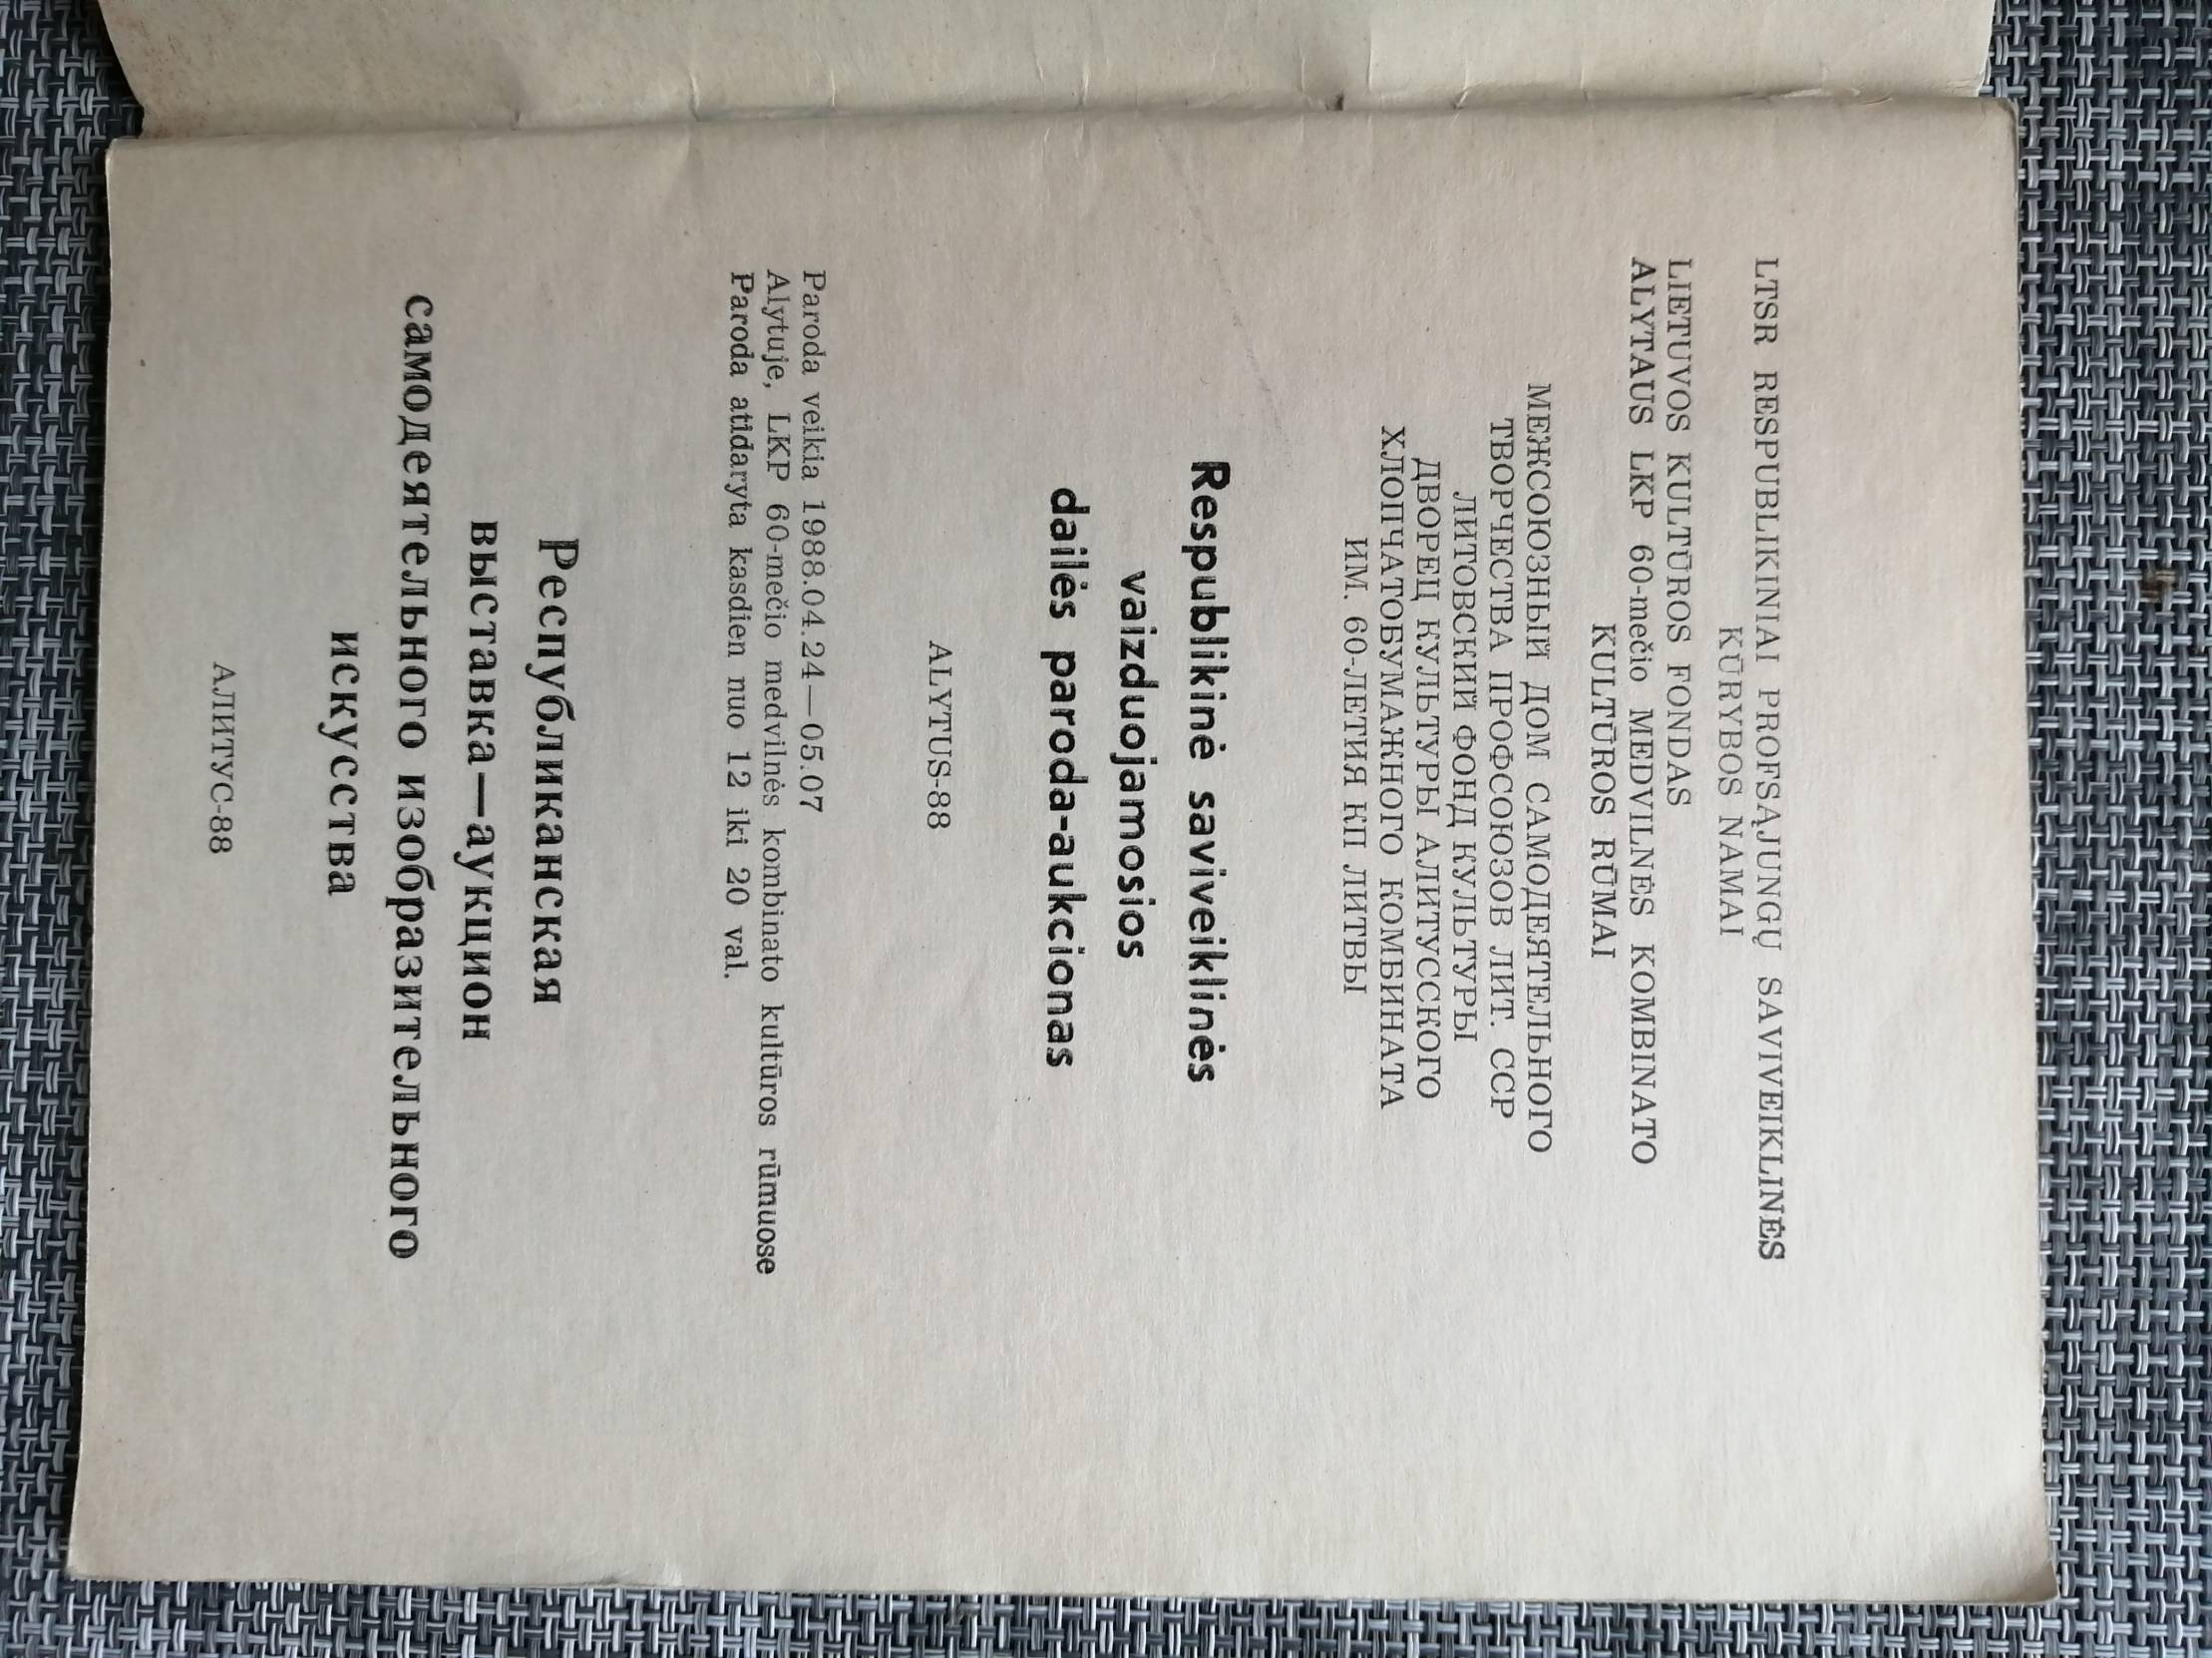 LTSR RESPUBLIKINIAI PROFSĄJUNGŲ SAVIVEIKLINĖS
KŪRYBOS NAMAI
LIETUVOS KULTŪROS FONDAS
ALYTAUS LKP 60-mečio MEDVILNĖS KOMBINATO
KULTŪROS RŪMAI
МЕЖСОЮЗНЫЙ ДОМ САМОДЕЯТЕЛЬНОГО
ТВОРЧЕСТВА ПРОФСОЮЗОВ ЛИТ. ССР
ЛИТОВСКИЙ ФОНД КУЛЬТУРЫ
ДВОРЕЦ КУЛЬТУРЫ АЛИТУССКОГО
ХЛОПЧАТОБУМАЖНОГО КОМБИНАТА
ИМ. 60-ЛЕТИЯ КП ЛИТВЫ
Respublikinė saviveiklinės
vaizduojamosios
dailės paroda-aukcionas
ALYTUS-88
Paroda veikia 1988.04.24—05.07
Alytuje, LKP 60-mečio medvilnės kombinato kultūros rūmuose
Paroda atidaryta kasdien nuo 12 iki 20 val.
Республиканская
выставка—аукцион
самодеятельного изобразительного
искусства
АЛИТУС-88